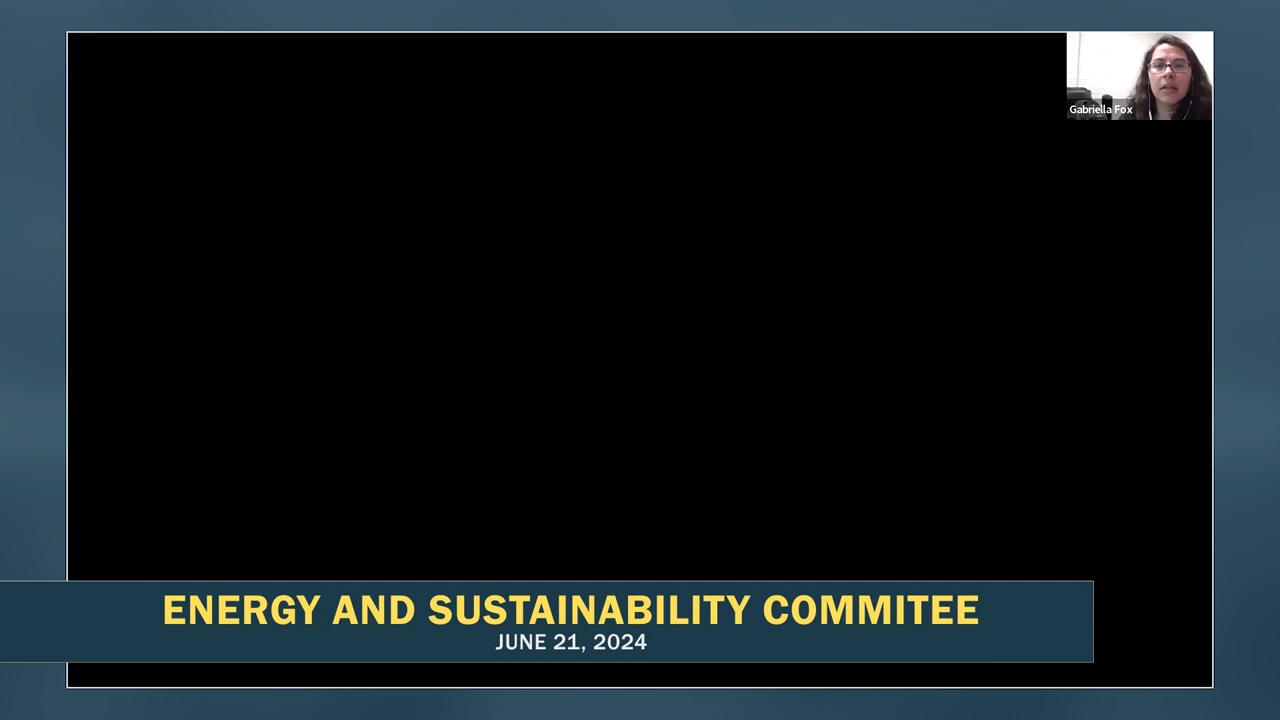 Gabriella Fox
ENERGY AND SUSTAINABILITY COMMITEE
JUNE 21, 2024